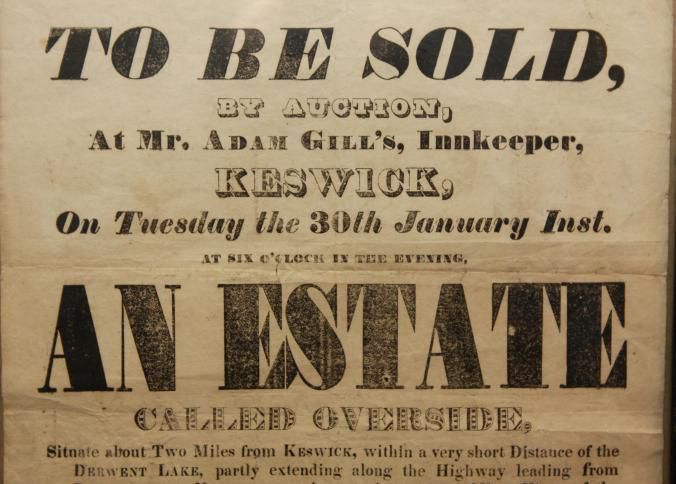 TO BE SOLD,
BY AUCTION,
At Mr. ADAM GILL'S, Innkeeper,
KESWICK,
On Tuesday the 30th January Inst.
AT SIX O'CLOCK IN THE EVENING,
AN ESTATE
CALLED OVERSIDE,
Situate about Two Miles from KESWICK, within a very short Distance of the
DERWENT LAKE, partly extending along the Highway leading from